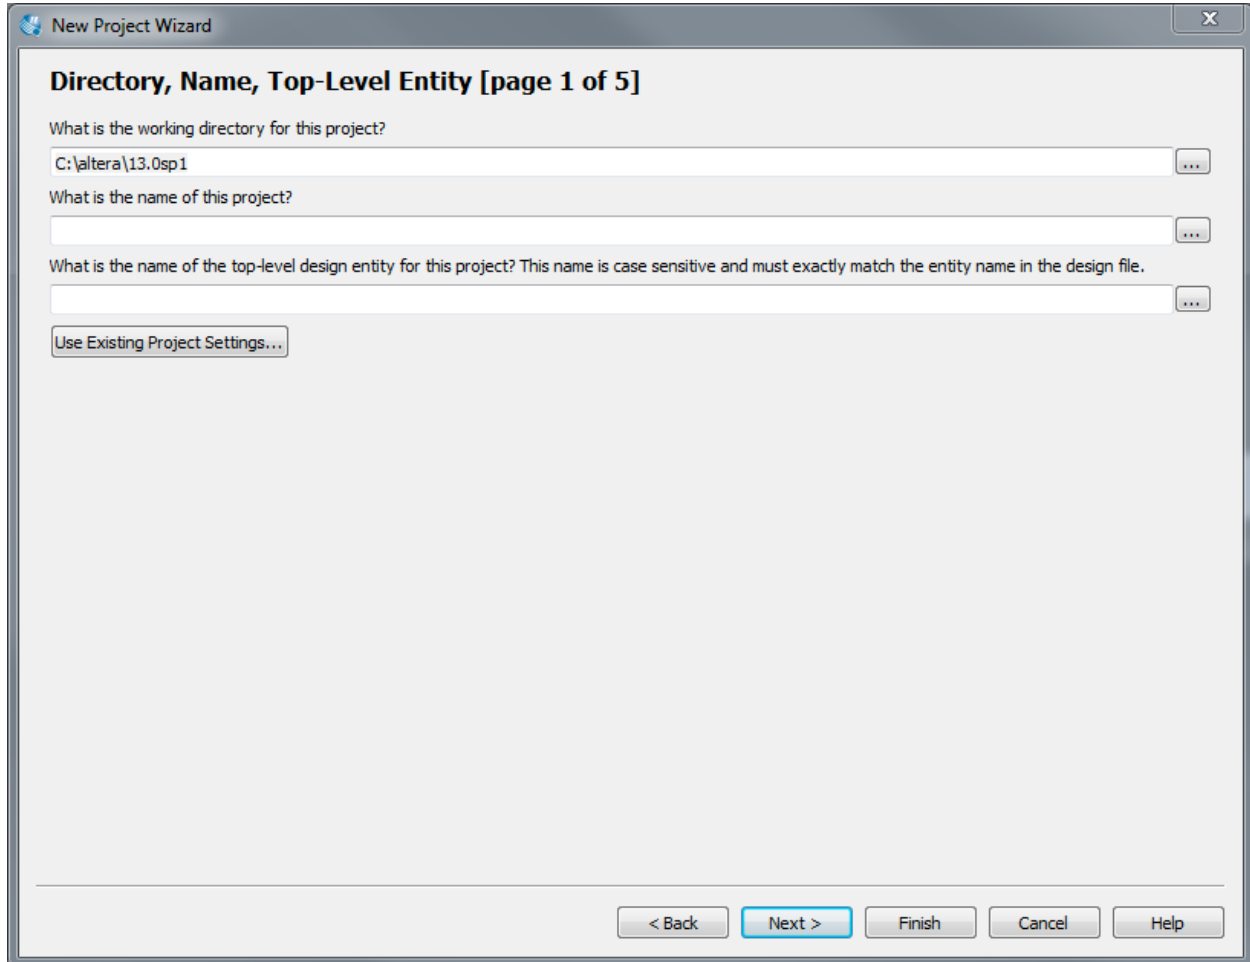 New Project Wizard
Directory, Name, Top-Level Entity [page 1 of 5]
What is the working directory for this project?
C:\altera\13.0sp1
...
What is the name of this project?
...
What is the name of the top-level design entity for this project? This name is case sensitive and must exactly match the entity name in the design file.
...
Use Existing Project Settings...
< Back Next > Finish Cancel Help